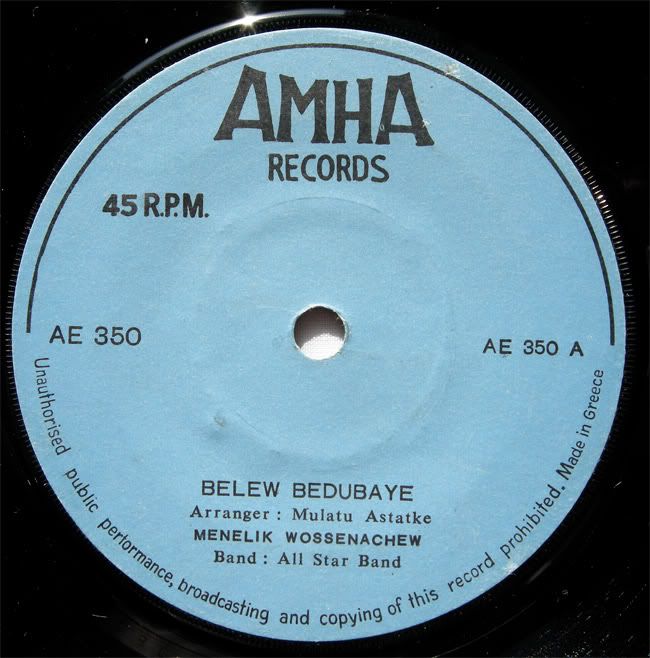 AMHA
RECORDS
45 R.P.M.
AE 350
AE 350 A
BELEW BEDUBAYE
Arranger : Mulatu Astatke
MENELIK WOSSENACHEW
Band : All Star Band
Unauthorised public performance, broadcasting and copying of this record prohibited. Made in Greece